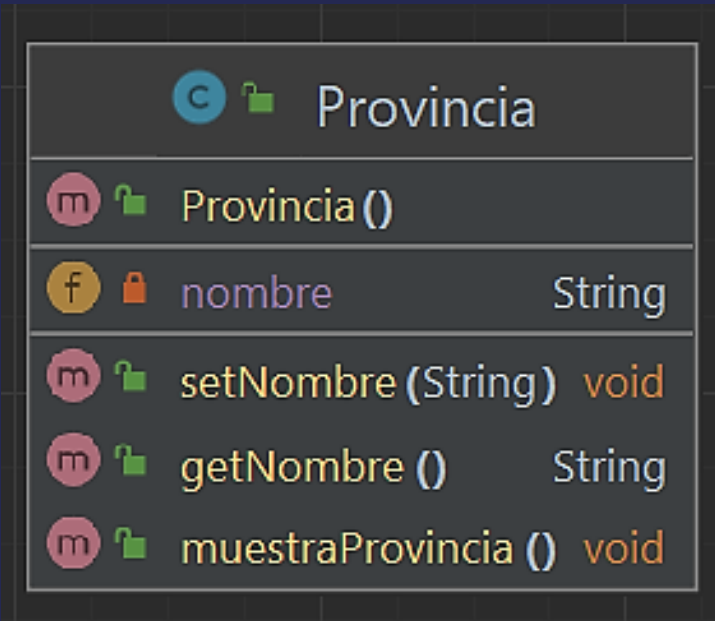 C Provincia
m Provincia()
f nombre String
m setNombre(String) void
m getNombre() String
m muestraProvincia() void